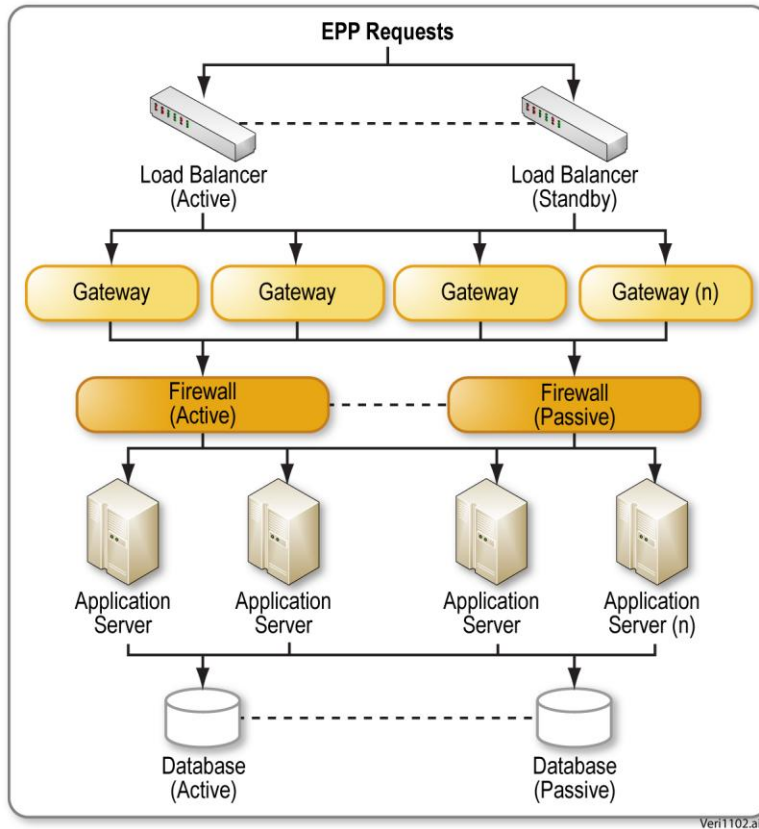 EPP Requests
Load Balancer
(Active)
Load Balancer
(Standby)
Gateway
Gateway
Gateway
Gateway (n)
Firewall
(Active)
Firewall
(Passive)
Application
Server
Application
Server
Application
Server
Application
Server (n)
Database
(Active)
Database
(Passive)
Veri1102.a